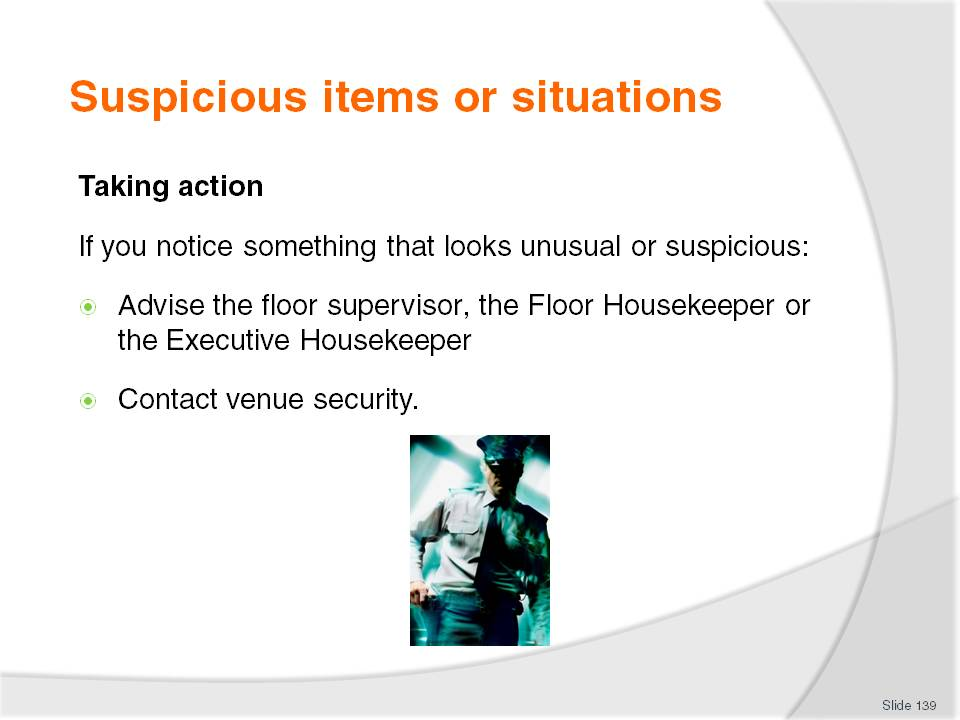 Suspicious items or situations
Taking action
If you notice something that looks unusual or suspicious:
Advise the floor supervisor, the Floor Housekeeper or
the Executive Housekeeper
Contact venue security.
Slide 139